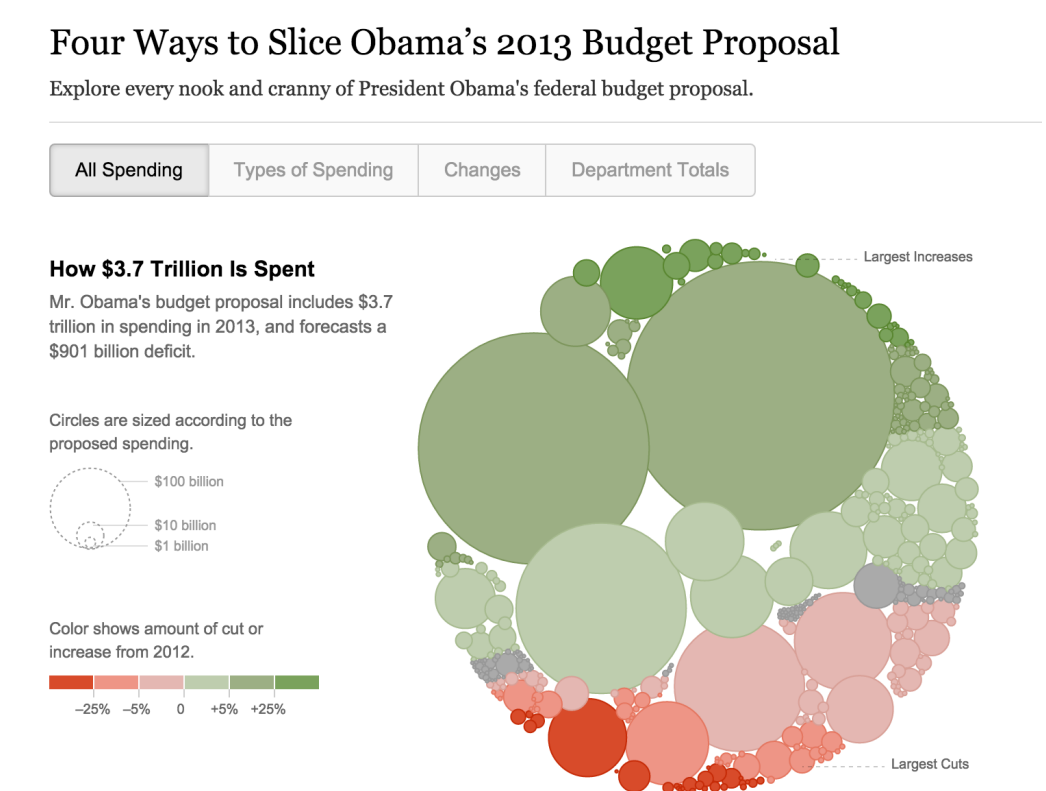 Four Ways to Slice Obama’s 2013 Budget Proposal
Explore every nook and cranny of President Obama's federal budget proposal.
All Spending
Types of Spending
Changes
Department Totals
How $3.7 Trillion Is Spent
Mr. Obama's budget proposal includes $3.7
trillion in spending in 2013, and forecasts a
$901 billion deficit.
Circles are sized according to the
proposed spending.
$100 billion
$10 billion
$1 billion
Color shows amount of cut or
increase from 2012.
–25% –5% 0 +5% +25%
Largest Increases
Largest Cuts